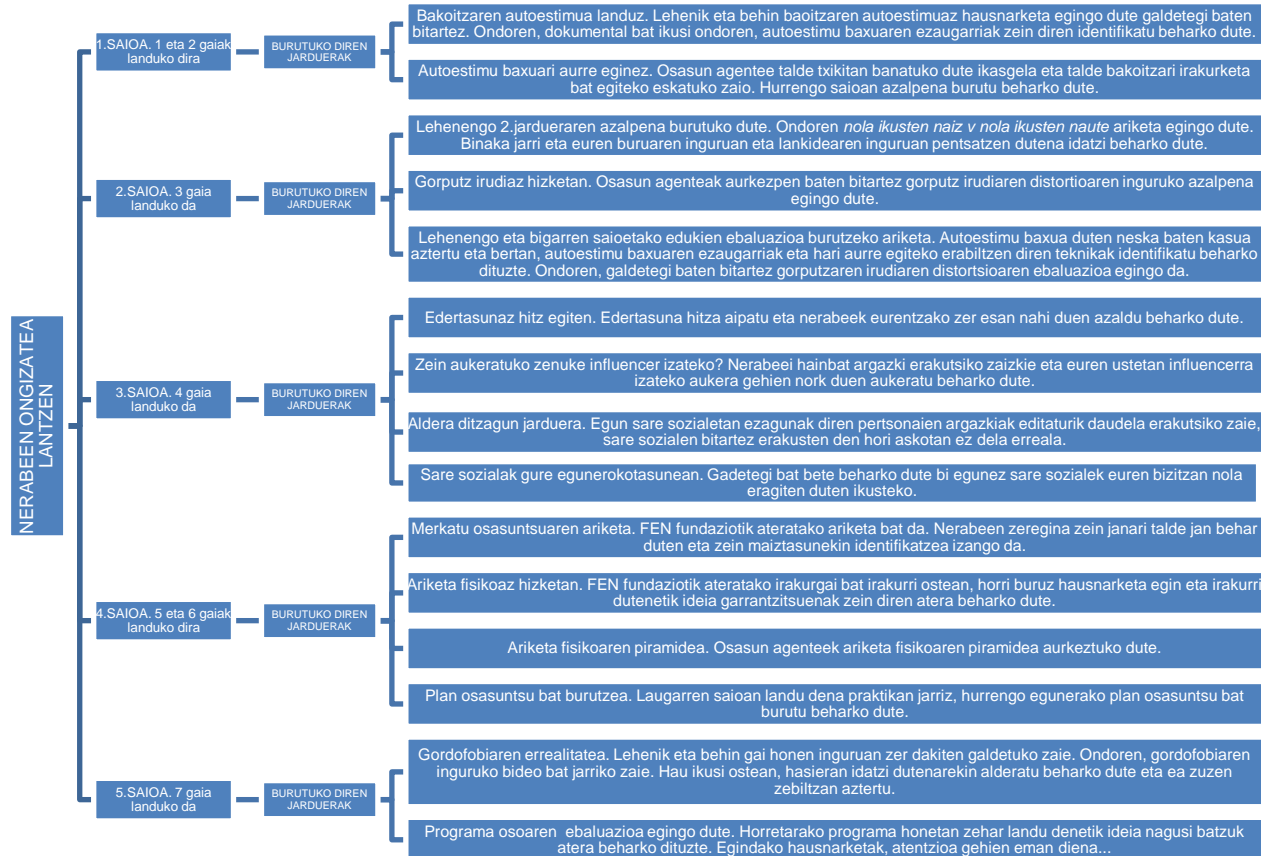 NERABEEN ONGIZATEA
LANTZEN
1.SAIOA. 1 eta 2 gaiak
landuko dira
BURUTUKO DIREN
JARDUERAK
Bakoitzaren autoestimua landuz. Lehenik eta behin baoitzaren autoestimuaz hausnarketa egingo dute galdetegi baten
bitartez. Ondoren, dokumental bat ikusi ondoren, autoestimu baxuaren ezaugarriak zein diren identifikatu beharko dute.
Autoestimu baxuari aurre eginez. Osasun agentee talde txikitan banatuko dute ikasgela eta talde bakoitzari irakurketa
bat egiteko eskatuko zaio. Hurrengo saioan azalpena burutu beharko dute.
2.SAIOA. 3 gaia
landuko da
BURUTUKO DIREN
JARDUERAK
Lehenengo 2.jardueraren azalpena burutuko dute. Ondoren nola ikusten naiz v nola ikusten naute ariketa egingo dute.
Binaka jarri eta euren buruaren inguruan eta lankidearen inguruan pentsatzen dutena idatzi beharko dute.
Gorputz irudiaz hizketan. Osasun agenteak aurkezpen baten bitartez gorputz irudiaren distortioaren inguruko azalpena
egingo dute.
Lehenengo eta bigarren saioetako edukien ebaluazioa burutzeko ariketa. Autoestimu baxua duten neska baten kasua
aztertu eta bertan, autoestimu baxuaren ezaugarriak eta hari aurre egiteko erabiltzen diren teknikak identifikatu beharko
dituzte. Ondoren, galdetegi baten bitartez gorputzaren irudiaren distortsioaren ebaluazioa egingo da.
3.SAIOA. 4 gaia
landuko da
BURUTUKO DIREN
JARDUERAK
Edertasunaz hitz egiten. Edertasuna hitza aipatu eta nerabeek eurentzako zer esan nahi duen azaldu beharko dute.
Zein aukeratuko zenuke influencer izateko? Nerabeei hainbat argazki erakutsiko zaizkie eta euren ustetan influencerra
izateko aukera gehien nork duen aukeratu beharko dute.
Aldera ditzagun jarduera. Egun sare sozialetan ezagunak diren pertsonaien argazkiak editaturik daudela erakutsiko zaie,
sare sozialen bitartez erakusten den hori askotan ez dela erreala.
Sare sozialak gure egunerokotasunean. Gadetegi bat bete beharko dute bi egunez sare sozialek euren bizitzan nola
eragiten duten ikusteko.
4.SAIOA. 5 eta 6 gaiak
landuko dira
BURUTUKO DIREN
JARDUERAK
Merkatu osasuntsuaren ariketa. FEN fundaziotik ateratako ariketa bat da. Nerabeen zeregina zein janari talde jan behar
duten eta zein maiztasunekin identifikatzea izango da.
Ariketa fisikoaz hizketan. FEN fundaziotik ateratako irakurgai bat irakurri ostean, horri buruz hausnarketa egin eta irakurri
dutenetik ideia garrantzitsuenak zein diren atera beharko dute.
Ariketa fisikoaren piramidea. Osasun agenteek ariketa fisikoaren piramidea aurkeztuko dute.
Plan osasuntsu bat burutzea. Laugarren saioan landu dena praktikan jarriz, hurrengo egunerako plan osasuntsu bat
burutu beharko dute.
5.SAIOA. 7 gaia
landuko da
BURUTUKO DIREN
JARDUERAK
Gordofobiaren errealitatea. Lehenik eta behin gai honen inguruan zer dakiten galdetuko zaie. Ondoren, gordofobiaren
inguruko bideo bat jarriko zaie. Hau ikusi ostean, hasieran idatzi dutenarekin alderatu beharko dute eta ea zuzen
zebiltzan aztertu.
Programa osoaren ebaluazioa egingo dute. Horretarako programa honetan zehar landu denetik ideia nagusi batzuk
atera beharko dituzte. Egindako hausnarketak, atentzioa gehien eman diena...